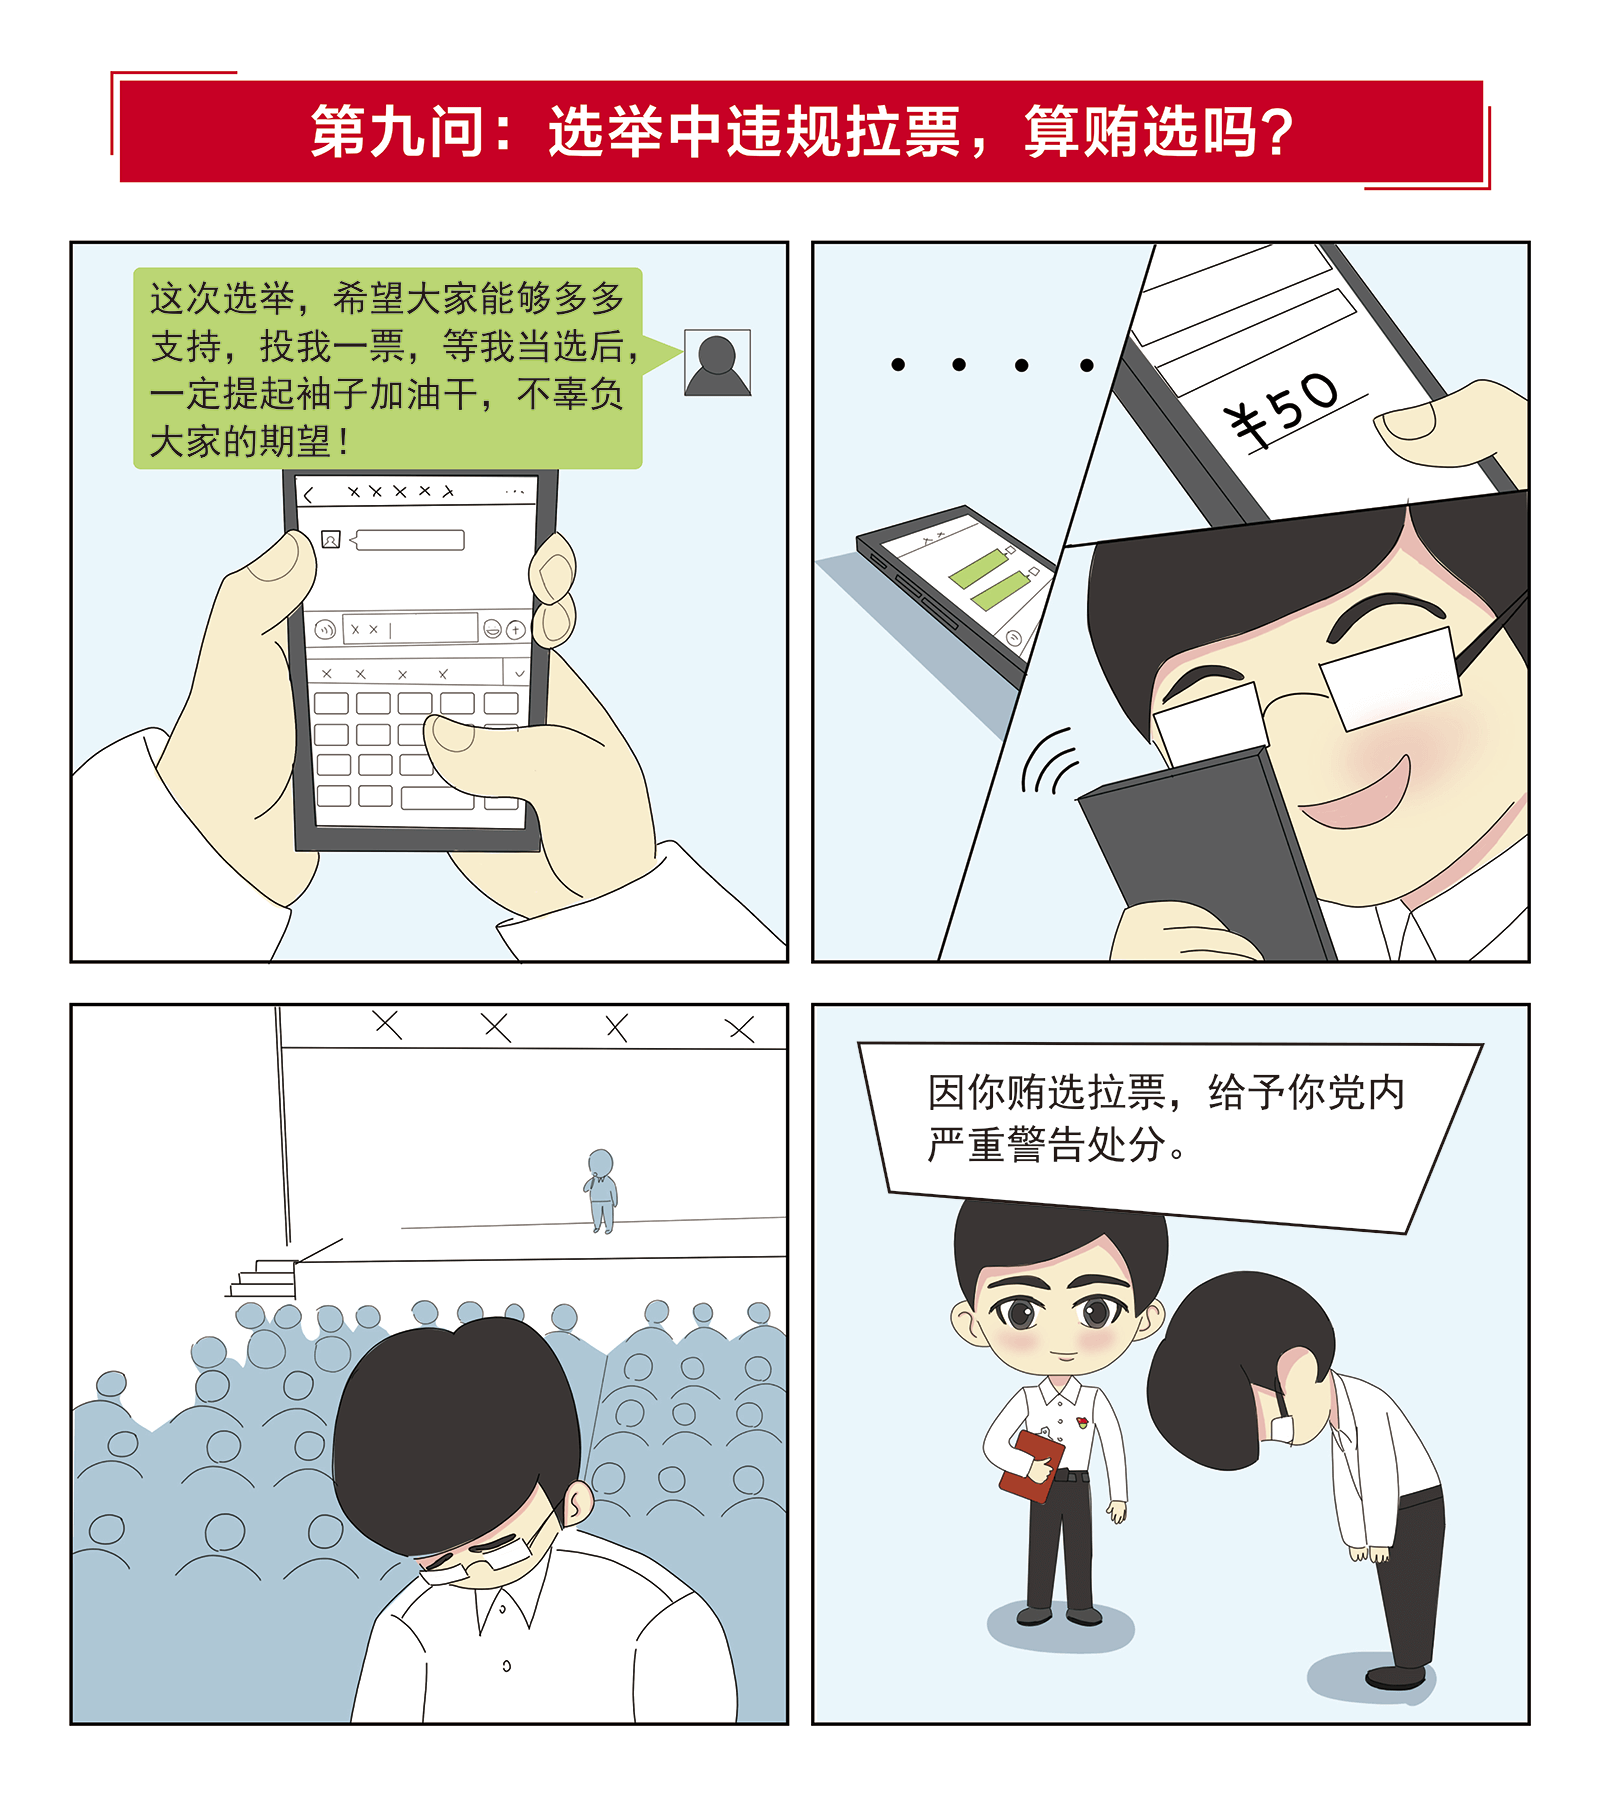 第九问：选举中违规拉票，算贿选吗？
这次选举，希望大家能够多多
支持，投我一票，等我当选后，
一定提起袖子加油干，不辜负
大家的期望！
× × × × ×
× ×
× × × ×
¥50
× × × ×
因你贿选拉票，给予你党内
严重警告处分。